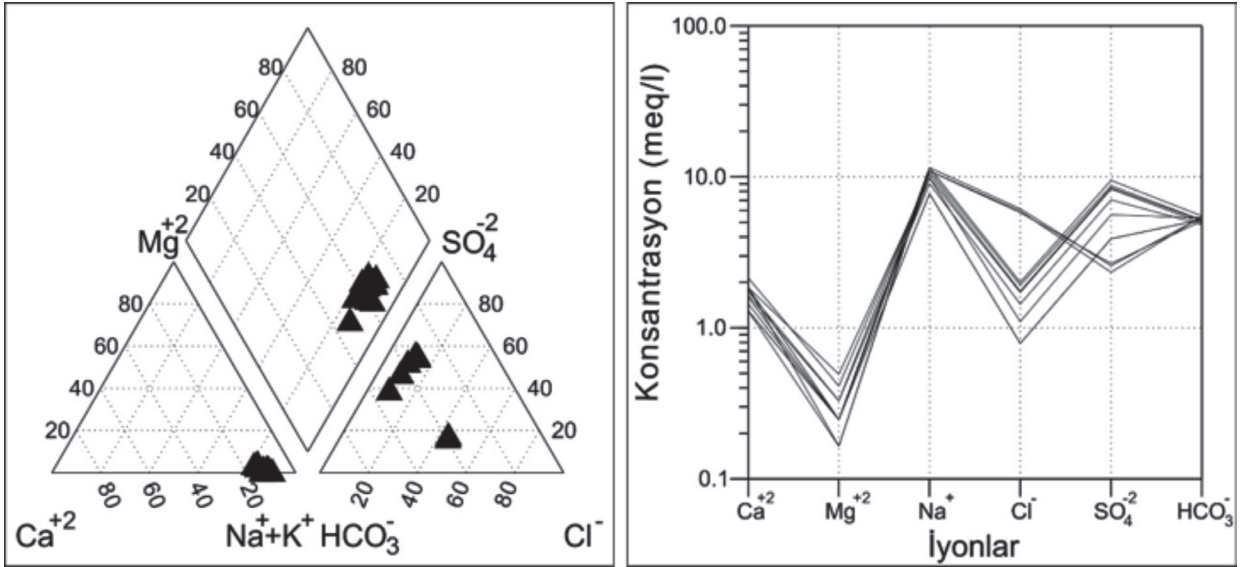 80 80
60 60
40 40
20 20
Mg+2 SO4-2
80 80
60 60
40 40
20 20
80 60 40 20 20 40 60 80
Ca+2 Na+K+ HCO3- Cl-
Konsantrasyon (meq/l)
100.0
10.0
1.0
0.1
Ca+2 Mg+2 Na+ Cl- SO4-2 HCO3-
İyonlar